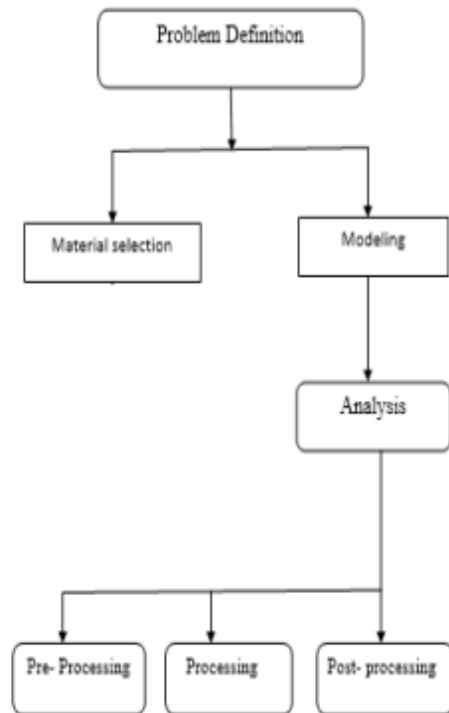 Problem Definition
Material selection
Modeling
Analysis
Pre- Processing
Processing
Post- processing